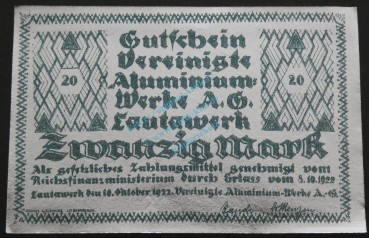 Gutschein
Vereinigte
Aluminium-
Werke A.G.
Lautawerk
20
20
Zwanzig Mark
Als gesetzliches Zahlungsmittel genehmigt vom
Reichsfinanzministerium durch Erlass vom 8.10.1922
Lautawerk den 10. Oktober 1922. Vereinigte Aluminium-Werke A.-G.